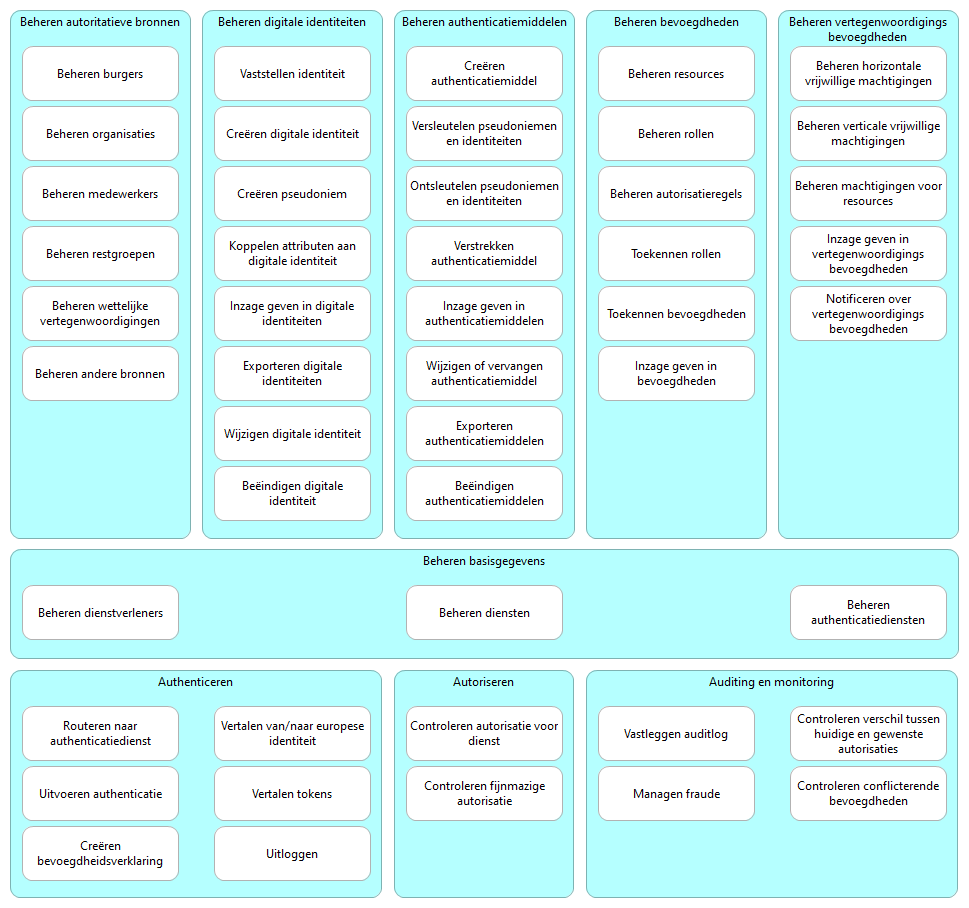 Beheren autoritatieve bronnen
Beheren burgers
Beheren organisaties
Beheren medewerkers
Beheren restgroepen
Beheren wettelijke
vertegenwoordigingen
Beheren andere bronnen
Beheren digitale identiteiten
Vaststellen identiteit
Creëren digitale identiteit
Creëren pseudoniem
Koppelen attributen aan
digitale identiteit
Inzage geven in digitale
identiteiten
Exporteren digitale
identiteiten
Wijzigen digitale identiteit
Beëindigen digitale
identiteit
Beheren authenticatiemiddelen
Creëren
authenticatiemiddel
Versleutelen pseudoniemen
en identiteiten
Ontsleutelen pseudoniemen
en identiteiten
Verstrekken
authenticatiemiddel
Inzage geven in
authenticatiemiddelen
Wijzigen of vervangen
authenticatiemiddel
Exporteren
authenticatiemiddelen
Beëindigen
authenticatiemiddelen
Beheren bevoegdheden
Beheren resources
Beheren rollen
Beheren autorisatieregels
Toekennen rollen
Toekennen bevoegdheden
Inzage geven in
bevoegdheden
Beheren vertegenwoordigings
bevoegdheden
Beheren horizontale
vrijwillige machtigingen
Beheren verticale vrijwillige
machtigingen
Beheren machtigingen voor
resources
Inzage geven in
vertegenwoordigings
bevoegdheden
Notificeren over
vertegenwoordigings
bevoegdheden
Beheren basisgegevens
Beheren dienstverleners
Beheren diensten
Beheren
authenticatiediensten
Authenticeren
Routeren naar
authenticatiedienst
Vertalen van/naar europese
identiteit
Uitvoeren authenticatie
Vertalen tokens
Creëren
bevoegdheidsverklaring
Uitloggen
Autoriseren
Controleren autorisatie voor
dienst
Controleren fijnmazige
autorisatie
Auditing en monitoring
Vastleggen auditlog
Controleren verschil tussen
huidige en gewenste
autorisaties
Managen fraude
Controleren conflicterende
bevoegdheden